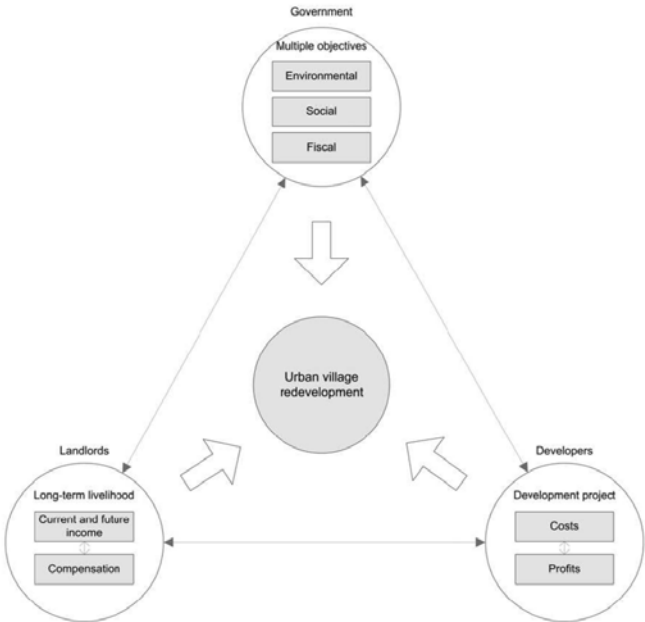 Government
Multiple objectives
Environmental
Social
Fiscal
Urban village
redevelopment
Landlords
Long-term livelihood
Current and future
income
Compensation
Developers
Development project
Costs
Profits